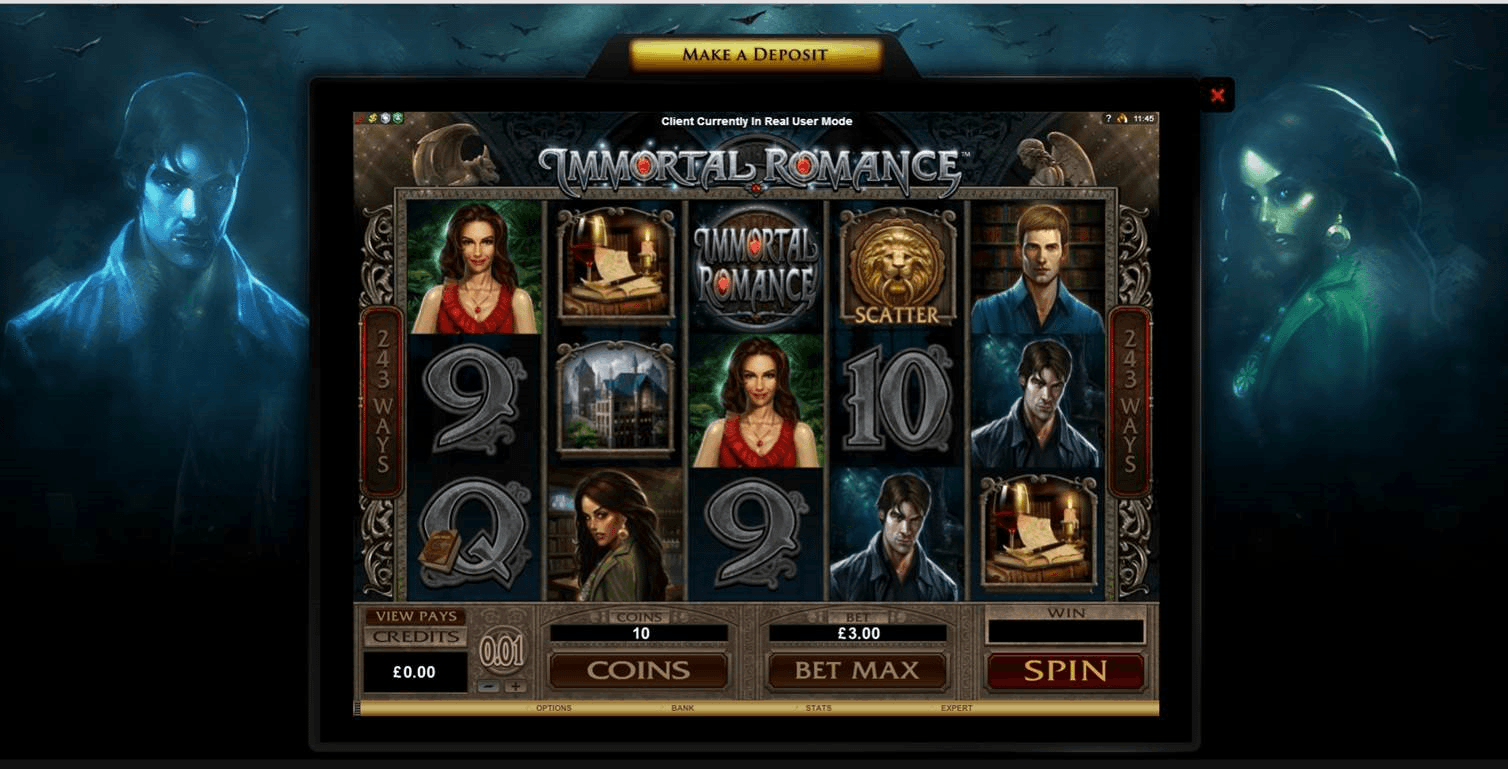 MAKE A DEPOSIT
Client Currently In Real User Mode
? 11:45
IMMORTAL ROMANCE™
IMMORTAL
ROMANCE
SCATTER
243 WAYS
243 WAYS
9
10
Q
9
VIEW PAYS
CREDITS
£0.00
0.01
- +
COINS
10
COINS
BET
£3.00
BET MAX
WIN
SPIN
OPTIONS BANK STATS EXPERT